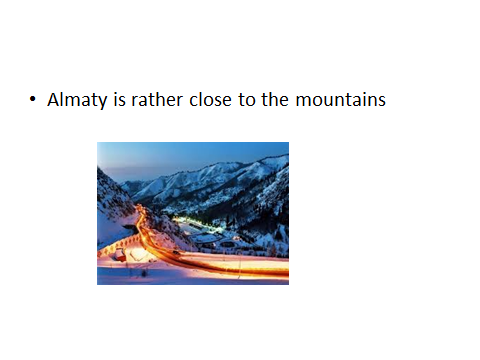 • Almaty is rather close to the mountains